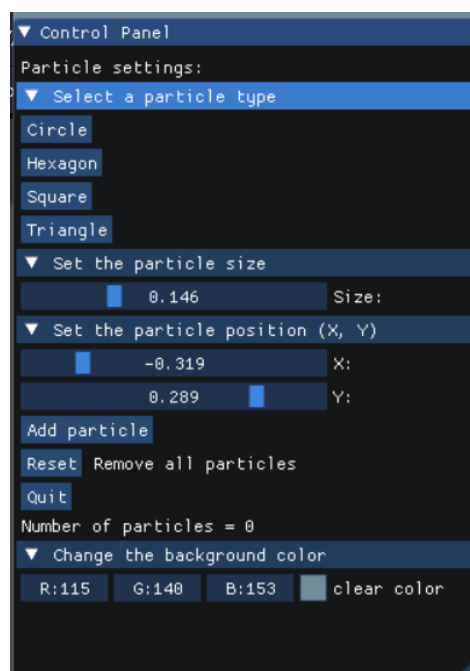 Control Panel
Particle settings:
Select a particle type
Circle
Hexagon
Square
Triangle
Set the particle size
0.146 Size:
Set the particle position (X, Y)
-0.319 X:
0.289 Y:
Add particle
Reset Remove all particles
Quit
Number of particles = 0
Change the background color
R:115 G:140 B:153 clear color